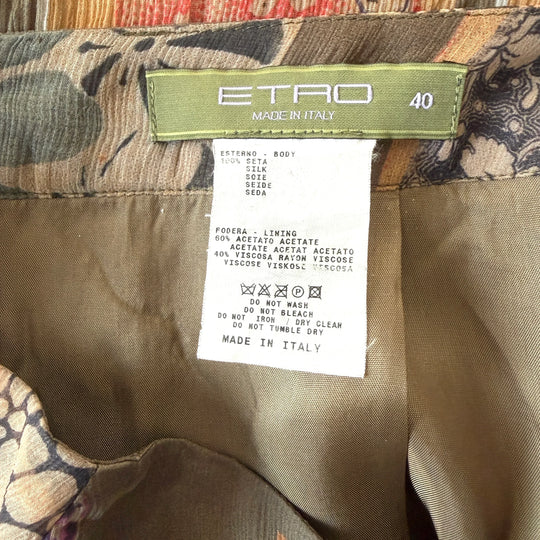 ETRO
40
MADE IN ITALY
ESTERNO - BODY
100% SETA
SILK
SOIE
SEIDE
SEDA
FODERA - LINING
60% ACETATO ACETATE
ACETATE ACETAT ACETATO
40% VISCOSA RAYON VISCOSE
VISCOSE VISKOSE VISCOSA
P
DO NOT WASH
DO NOT BLEACH
DO NOT IRON / DRY CLEAN
DO NOT TUMBLE DRY
MADE IN ITALY